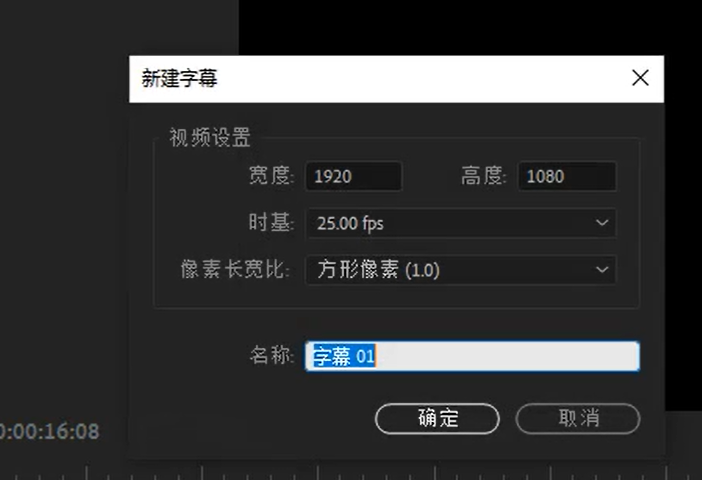 新建字幕
视频设置
宽度: 1920 高度: 1080
时基: 25.00 fps
像素长宽比: 方形像素 (1.0)
名称: 字幕 01
确定 取消
0:00:16:08